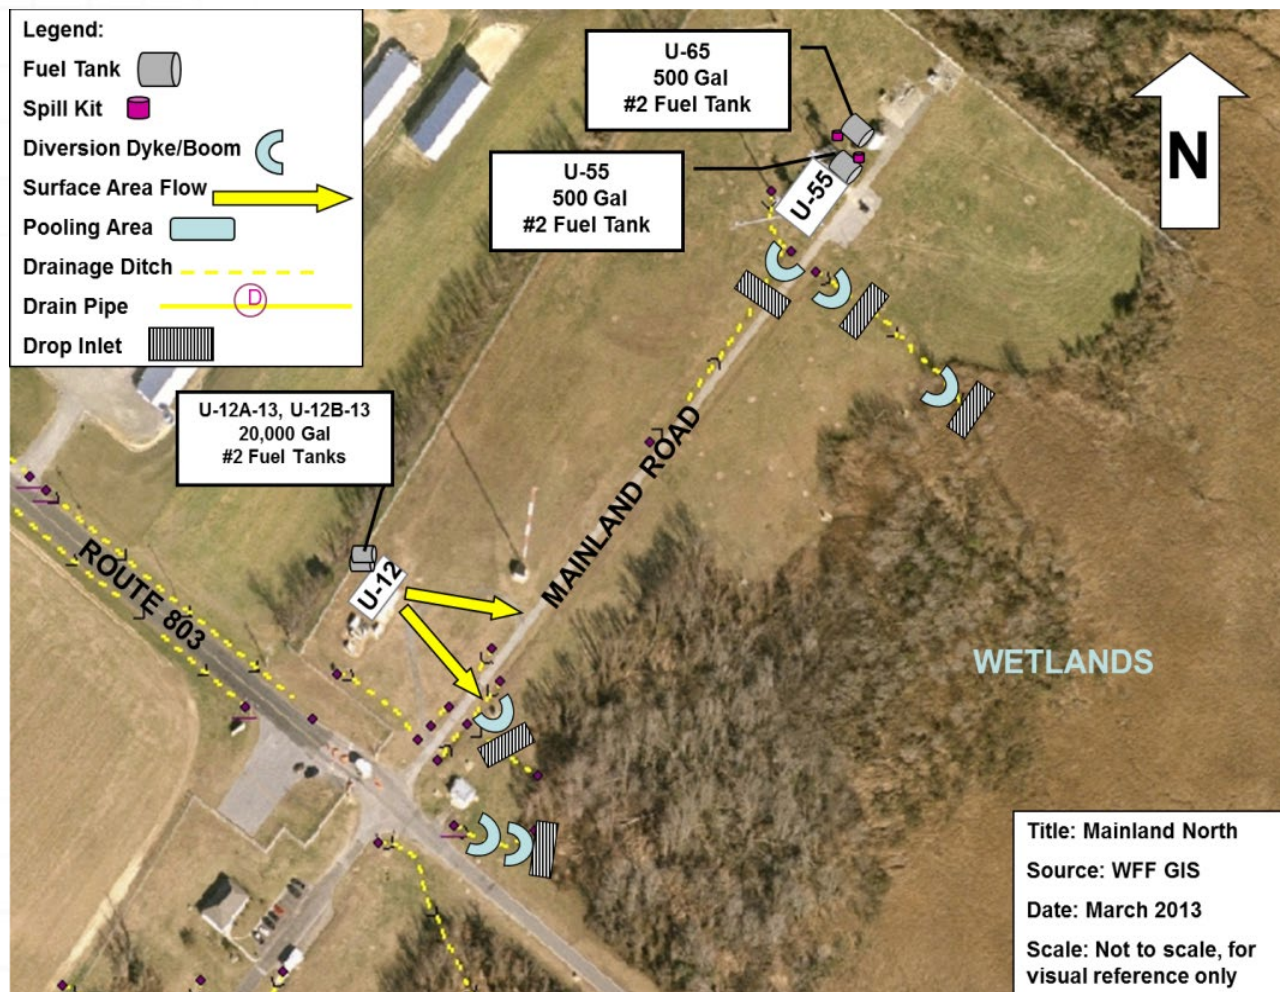 Legend:
Fuel Tank
Spill Kit
Diversion Dyke/Boom
Surface Area Flow
Pooling Area
Drainage Ditch
Drain Pipe
D
Drop Inlet
U-65
500 Gal
#2 Fuel Tank
U-55
500 Gal
#2 Fuel Tank
U-55
N
U-12A-13, U-12B-13
20,000 Gal
#2 Fuel Tanks
U-12
ROUTE 803
MAINLAND ROAD
WETLANDS
Title: Mainland North
Source: WFF GIS
Date: March 2013
Scale: Not to scale, for
visual reference only